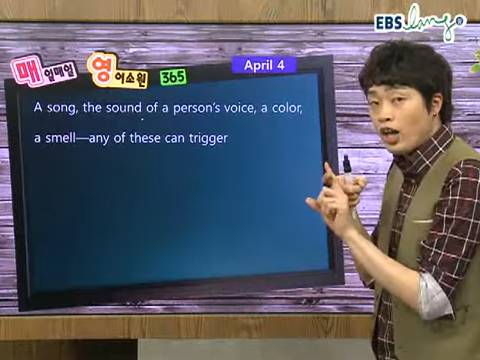 EBSlang
매일매일 영어소원 365
April 4
A song, the sound of a person's voice, a color,
a smell—any of these can trigger